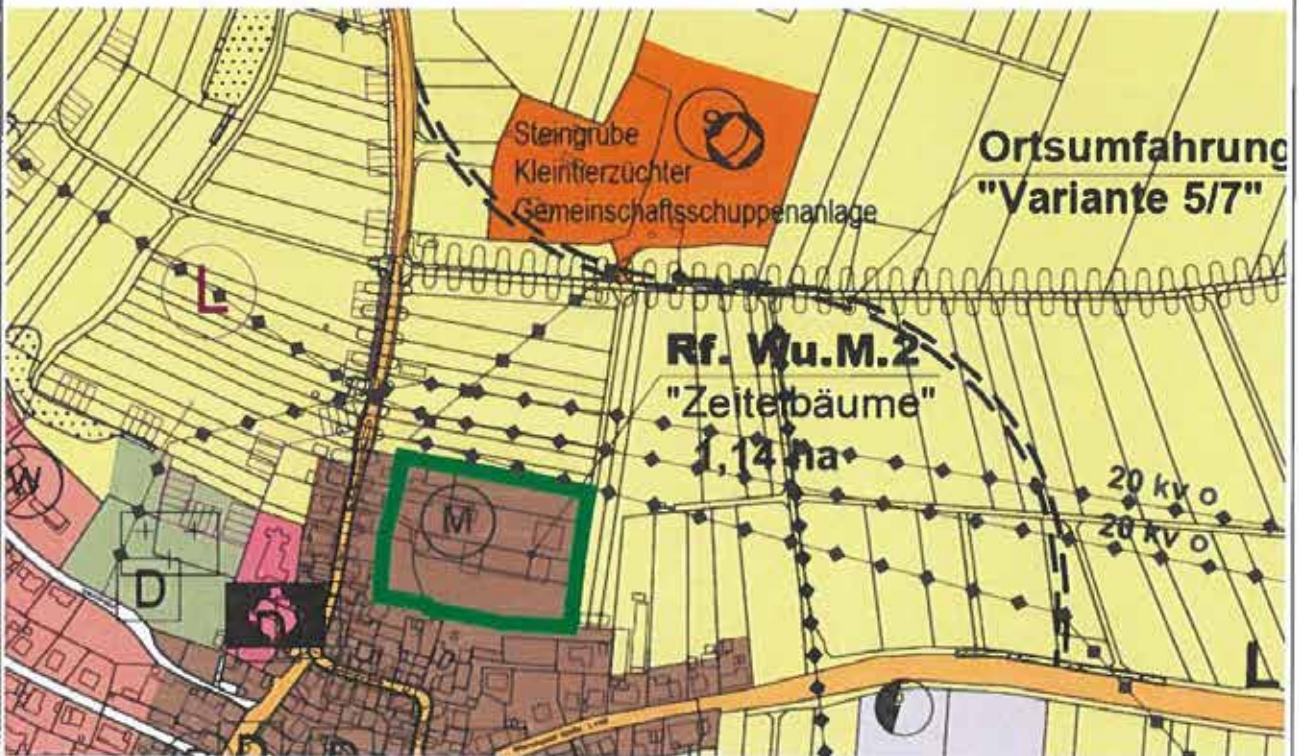 Steingrube
Kleintierzüchter
Gemeinschaftsschuppenanlage
Ortsumfahrung
"Variante 5/7"
L
Rf. Wu.M.2
"Zeitelbäume"
1,14 ha
W
M
20 kv o
20 kv o
D
D
L
D
D